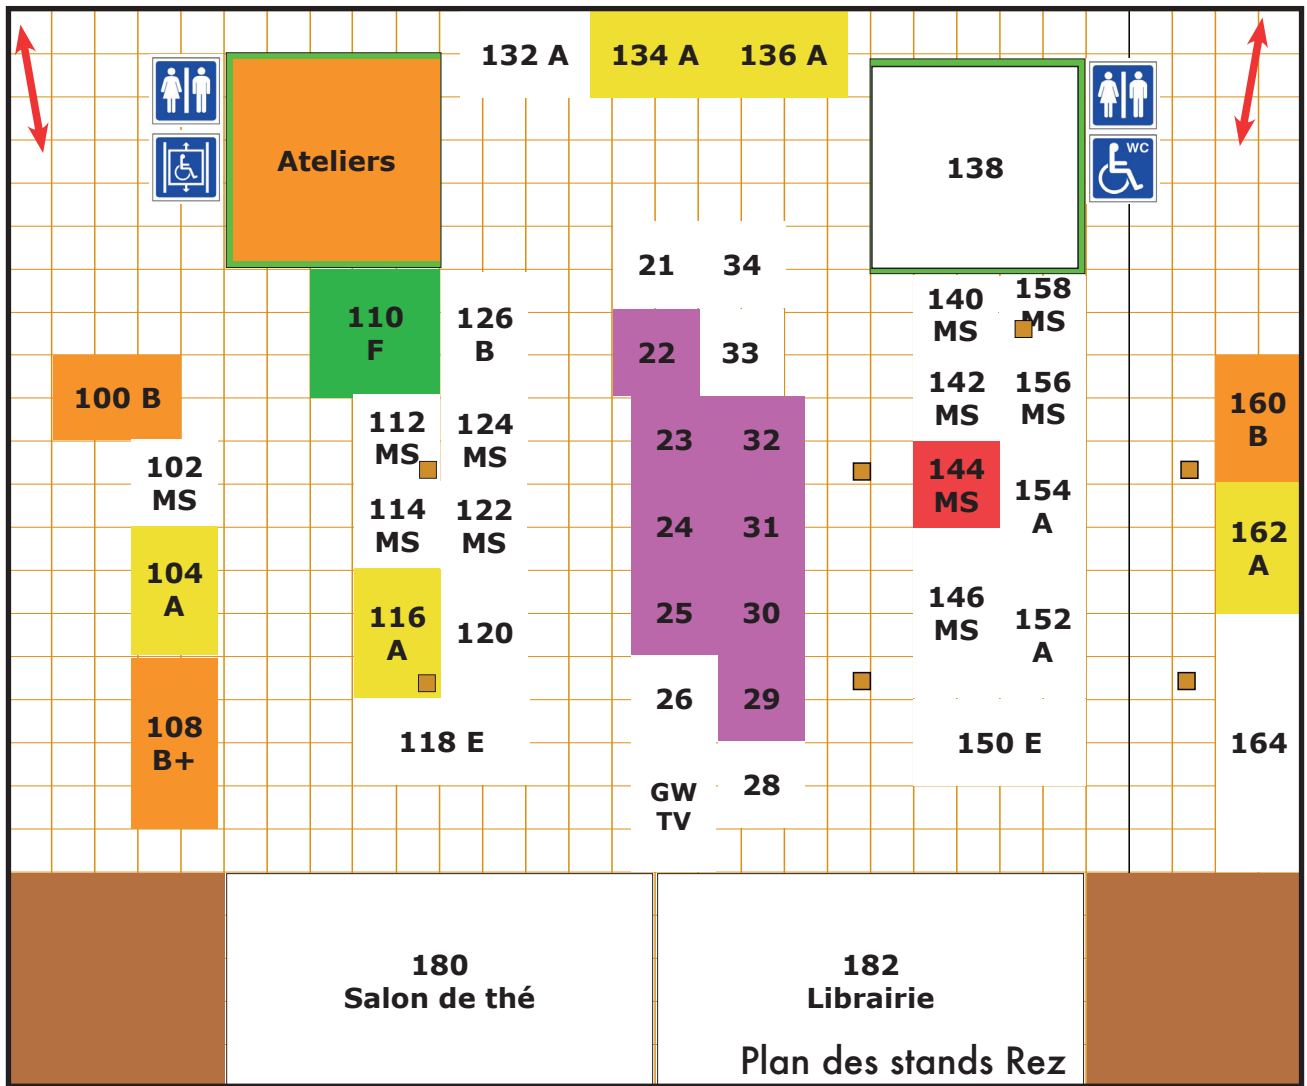 132 A
134 A
136 A
WC
Ateliers
138
21
34
110
F
126
B
140
MS
158
MS
22
33
100 B
142
MS
156
MS
160
B
112
MS
124
MS
23
32
102
MS
144
MS
154
A
114
MS
122
MS
24
31
162
A
104
A
116
A
120
25
30
146
MS
152
A
108
B+
118 E
26
29
150 E
164
GW
TV
28
180
Salon de thé
182
Librairie
Plan des stands Rez